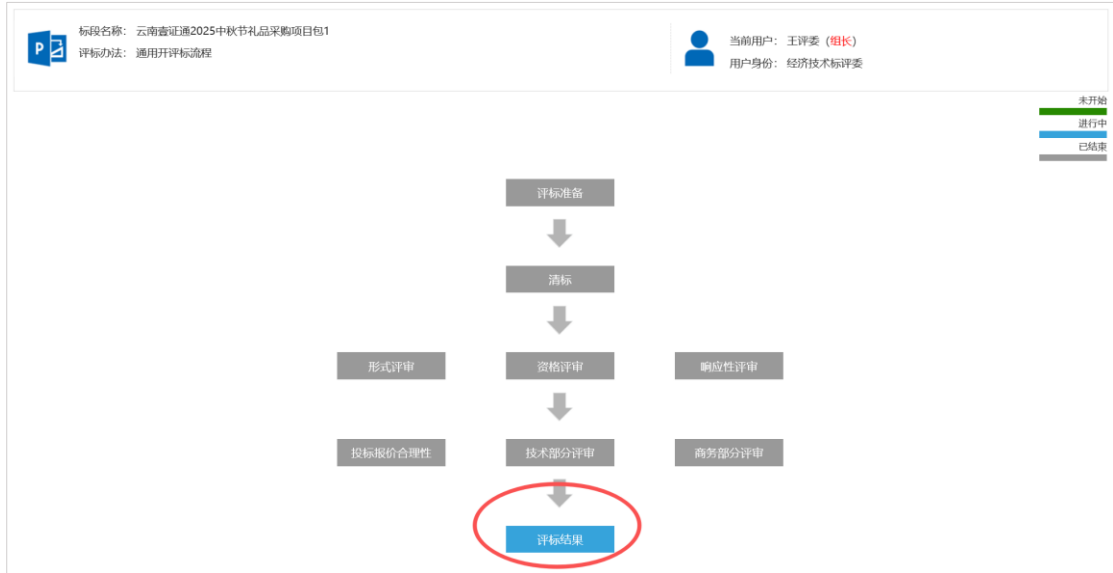 标段名称： 云南壹证通2025中秋节礼品采购项目包1
评标办法： 通用开评标流程
当前用户： 王评委（组长）
用户身份： 经济技术标评委
未开始
进行中
已结束
评标准备
清标
形式评审 资格评审 响应性评审
投标报价合理性 技术部分评审 商务部分评审
评标结果